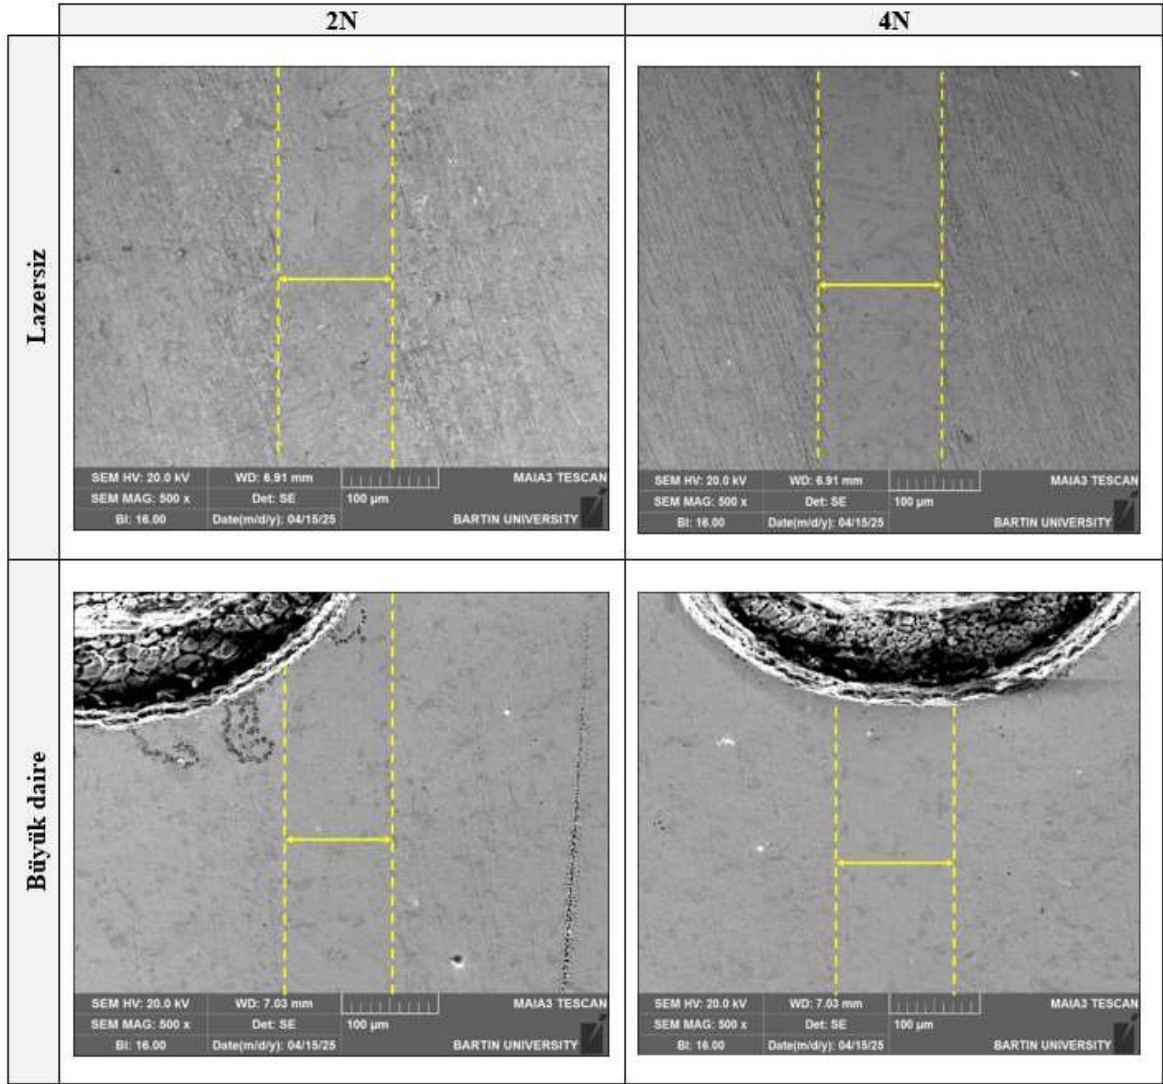 2N
4N
Lazersiz
SEM HV: 20.0 kV WD: 6.91 mm MAIA3 TESCAN
SEM MAG: 500 x Det: SE 100 µm
BI: 16.00 Date(m/d/y): 04/15/25 BARTIN UNIVERSITY
SEM HV: 20.0 kV WD: 6.91 mm MAIA3 TESCAN
SEM MAG: 500 x Det: SE 100 µm
BI: 16.00 Date(m/d/y): 04/15/25 BARTIN UNIVERSITY
Büyük daire
SEM HV: 20.0 kV WD: 7.03 mm MAIA3 TESCAN
SEM MAG: 500 x Det: SE 100 µm
BI: 16.00 Date(m/d/y): 04/15/25 BARTIN UNIVERSITY
SEM HV: 20.0 kV WD: 7.03 mm MAIA3 TESCAN
SEM MAG: 500 x Det: SE 100 µm
BI: 16.00 Date(m/d/y): 04/15/25 BARTIN UNIVERSITY